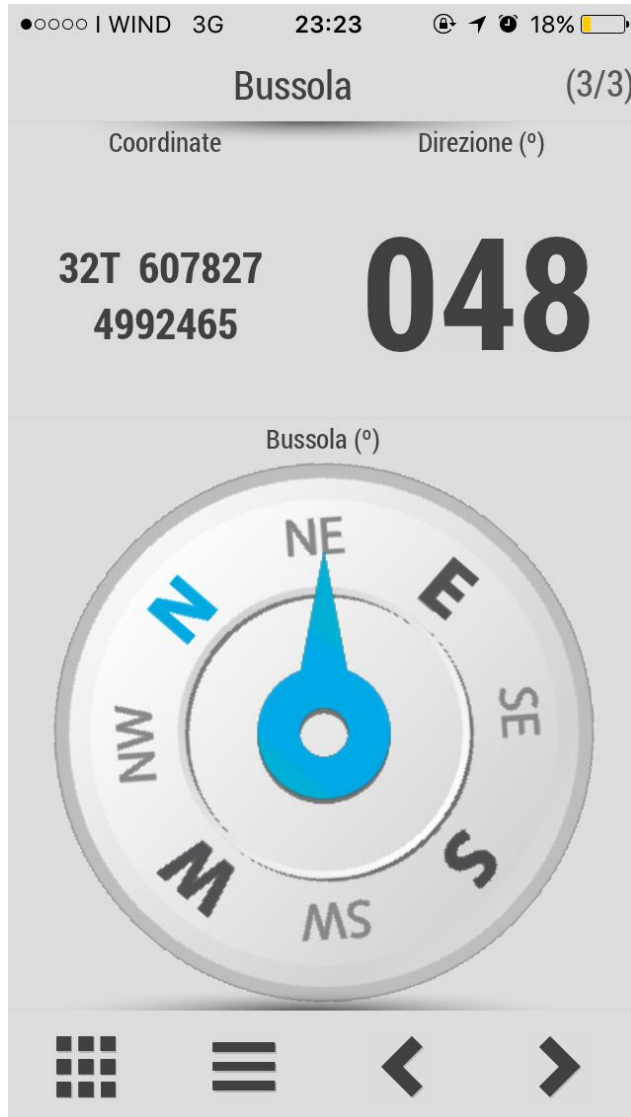 I WIND 3G 23:23 18%
Bussola (3/3)
Coordinate Direzione (º)
32T 607827
4992465
048
Bussola (º)
NE
N E
NW SE
W S
SW